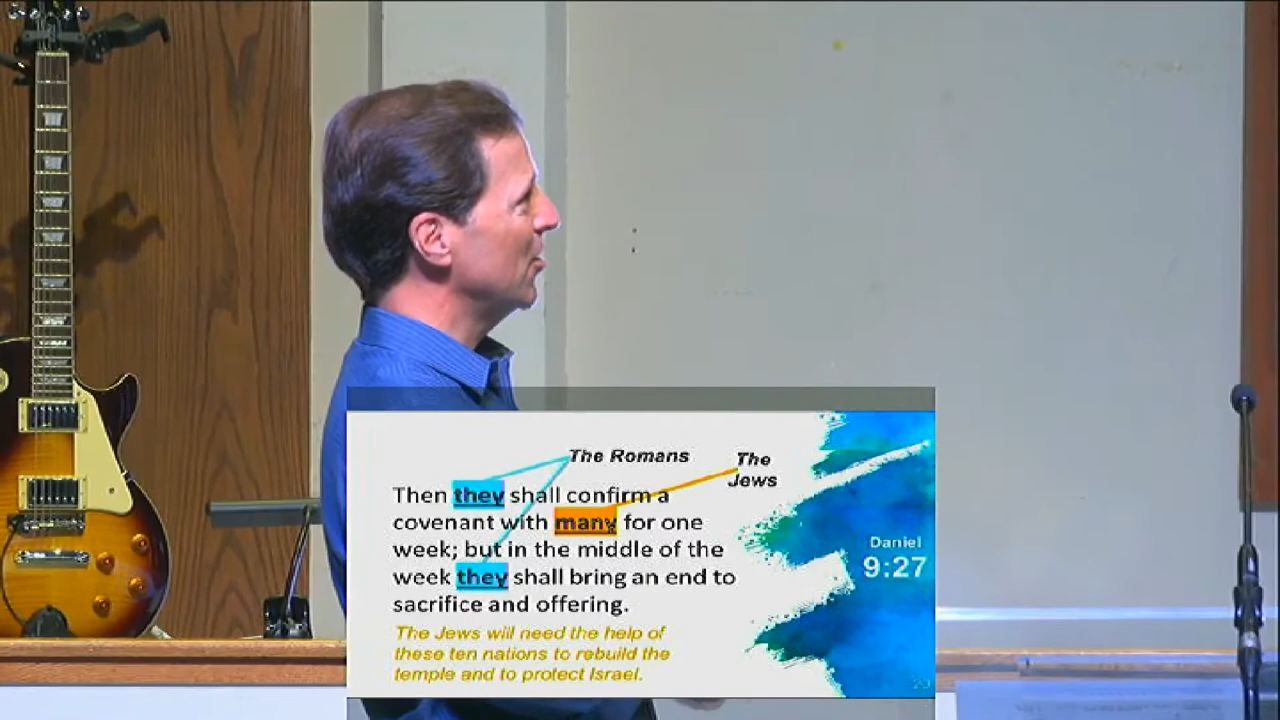 The Romans
The
Jews
Then they shall confirm a
covenant with many for one
week; but in the middle of the
week they shall bring an end to
sacrifice and offering.
The Jews will need the help of
these ten nations to rebuild the
temple and to protect Israel.
Daniel
9:27